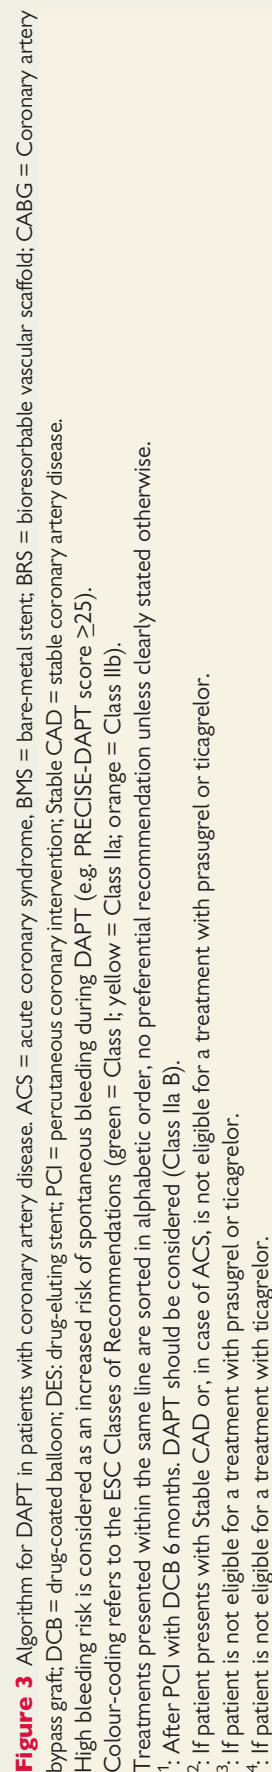 Figure 3 Algorithm for DAPT in patients with coronary artery disease. ACS = acute coronary syndrome, BMS = bare-metal stent; BRS = bioresorbable vascular scaffold; CABG = Coronary artery
bypass graft; DCB = drug-coated balloon; DES: drug-eluting stent; PCI = percutaneous coronary intervention; Stable CAD = stable coronary artery disease.
High bleeding risk is considered as an increased risk of spontaneous bleeding during DAPT (e.g. PRECISE-DAPT score ≥25).
Colour-coding refers to the ESC Classes of Recommendations (green = Class I; yellow = Class IIa; orange = Class IIb).
Treatments presented within the same line are sorted in alphabetic order, no preferential recommendation unless clearly stated otherwise.
1: After PCI with DCB 6 months. DAPT should be considered (Class IIa B).
2: If patient presents with Stable CAD or, in case of ACS, is not eligible for a treatment with prasugrel or ticagrelor.
3: If patient is not eligible for a treatment with prasugrel or ticagrelor.
4: If patient is not eligible for a treatment with ticagrelor.